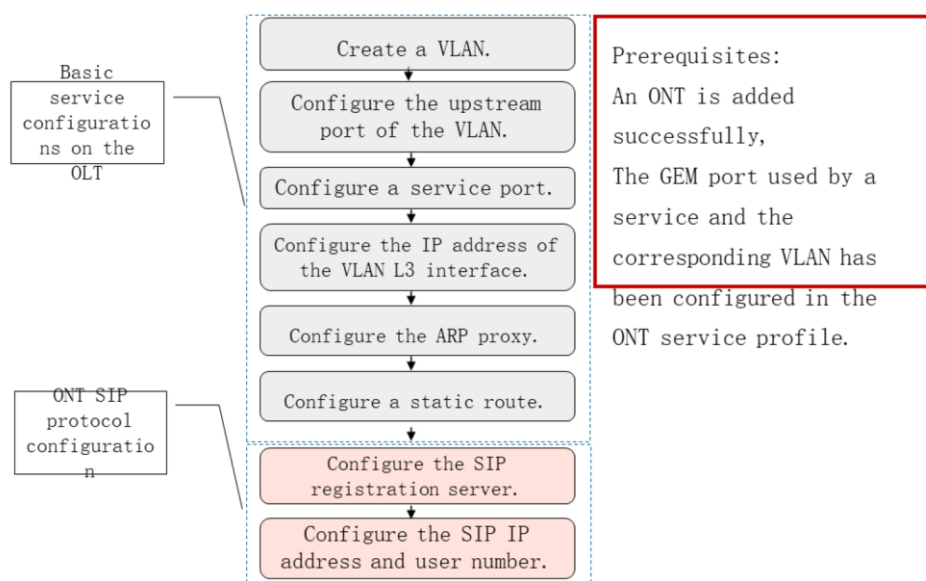 Create a VLAN.
Configure the upstream
port of the VLAN.
Configure a service port.
Configure the IP address of
the VLAN L3 interface.
Configure the ARP proxy.
Configure a static route.
Configure the SIP
registration server.
Configure the SIP IP
address and user number.
Basic
service
configuratio
ns on the
OLT
ONT SIP
protocol
configuratio
n
Prerequisites:
An ONT is added
successfully,
The GEM port used by a
service and the
corresponding VLAN has
been configured in the
ONT service profile.